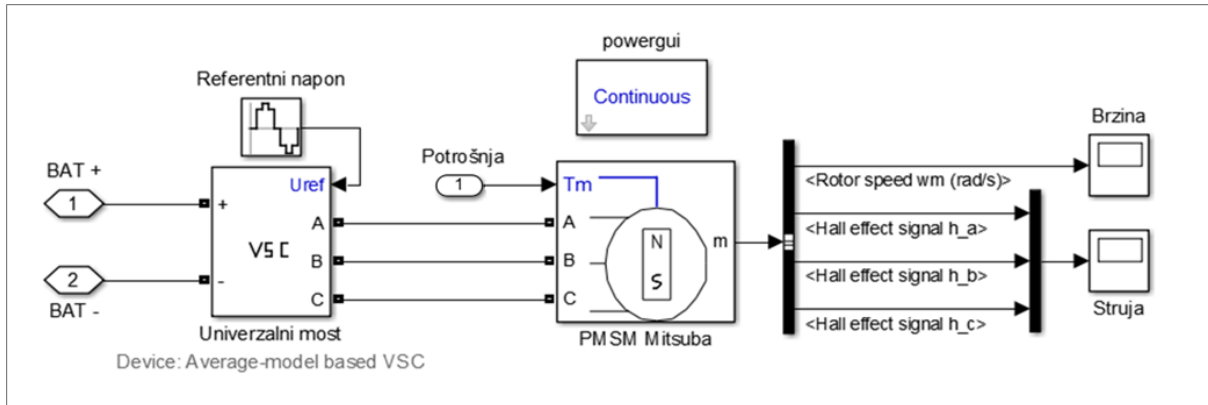 powergui
Continuous
Referentni napon
Brzina
BAT +
1
Uref
+
A
VSC
B
C
-
2
BAT -
Univerzalni most
Device: Average-model based VSC
Potrošnja
1
Tm
A
B
C
N
S
m
PMSM Mitsuba
<Rotor speed wm (rad/s)>
<Hall effect signal h_a>
<Hall effect signal h_b>
<Hall effect signal h_c>
Struja